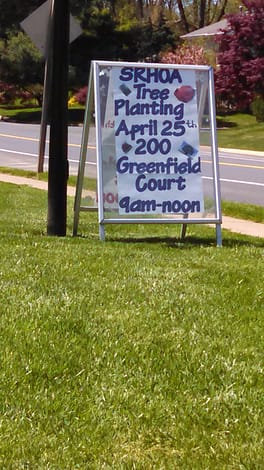 SRHOA
Tree
Planting
April 25th
200
Greenfield
Court
9am-noon